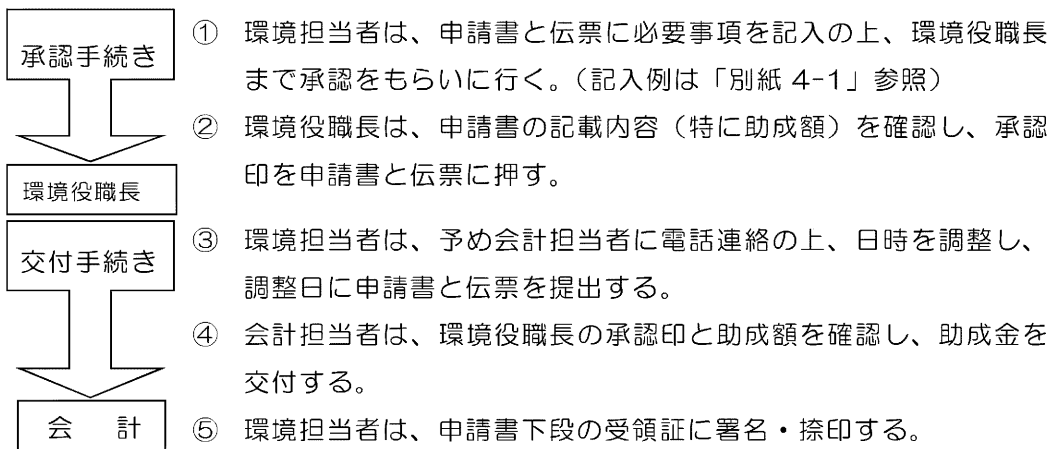 承認手続き
① 環境担当者は、申請書と伝票に必要事項を記入の上、環境役職長
まで承認をもらいに行く。（記入例は「別紙 4-1」参照）
② 環境役職長は、申請書の記載内容（特に助成額）を確認し、承認
印を申請書と伝票に押す。
環境役職長
交付手続き
③ 環境担当者は、予め会計担当者に電話連絡の上、日時を調整し、
調整日に申請書と伝票を提出する。
④ 会計担当者は、環境役職長の承認印と助成額を確認し、助成金を
交付する。
会　計
⑤ 環境担当者は、申請書下段の受領証に署名・捺印する。